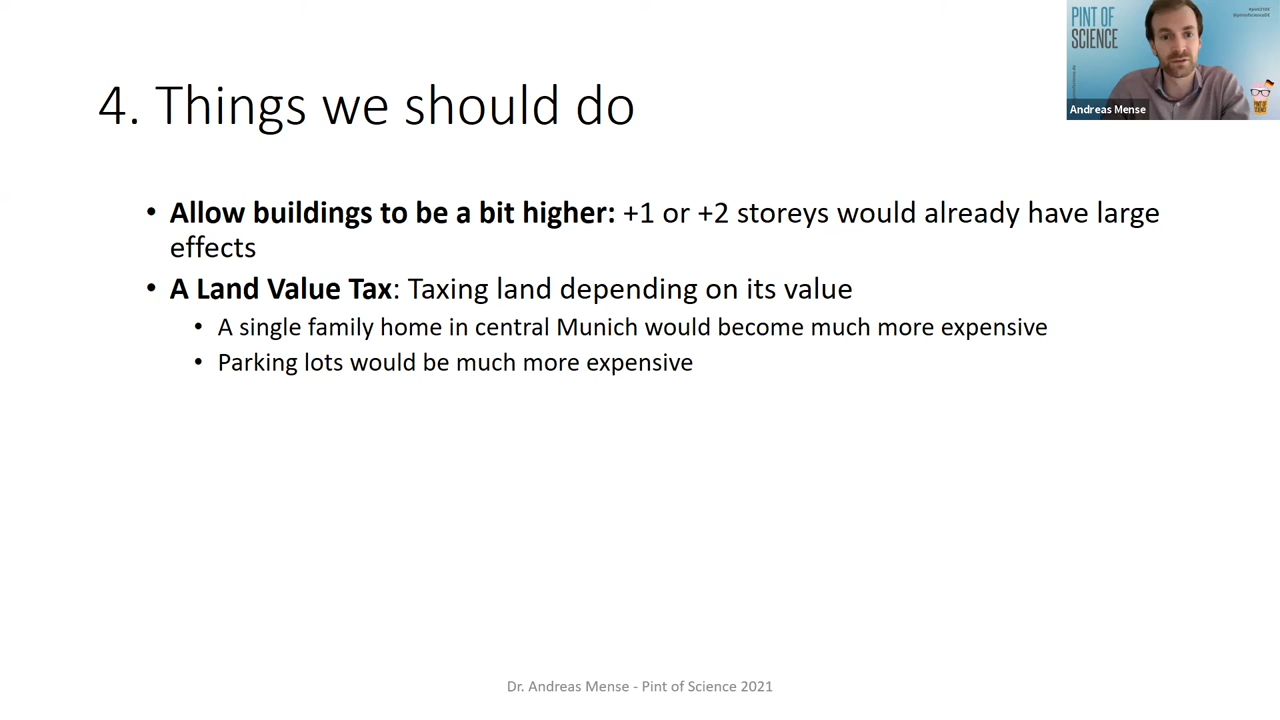 PINT OF
SCIENCE
Andreas Mense
4. Things we should do
• Allow buildings to be a bit higher: +1 or +2 storeys would already have large
effects
• A Land Value Tax: Taxing land depending on its value
• A single family home in central Munich would become much more expensive
• Parking lots would be much more expensive
Dr. Andreas Mense - Pint of Science 2021